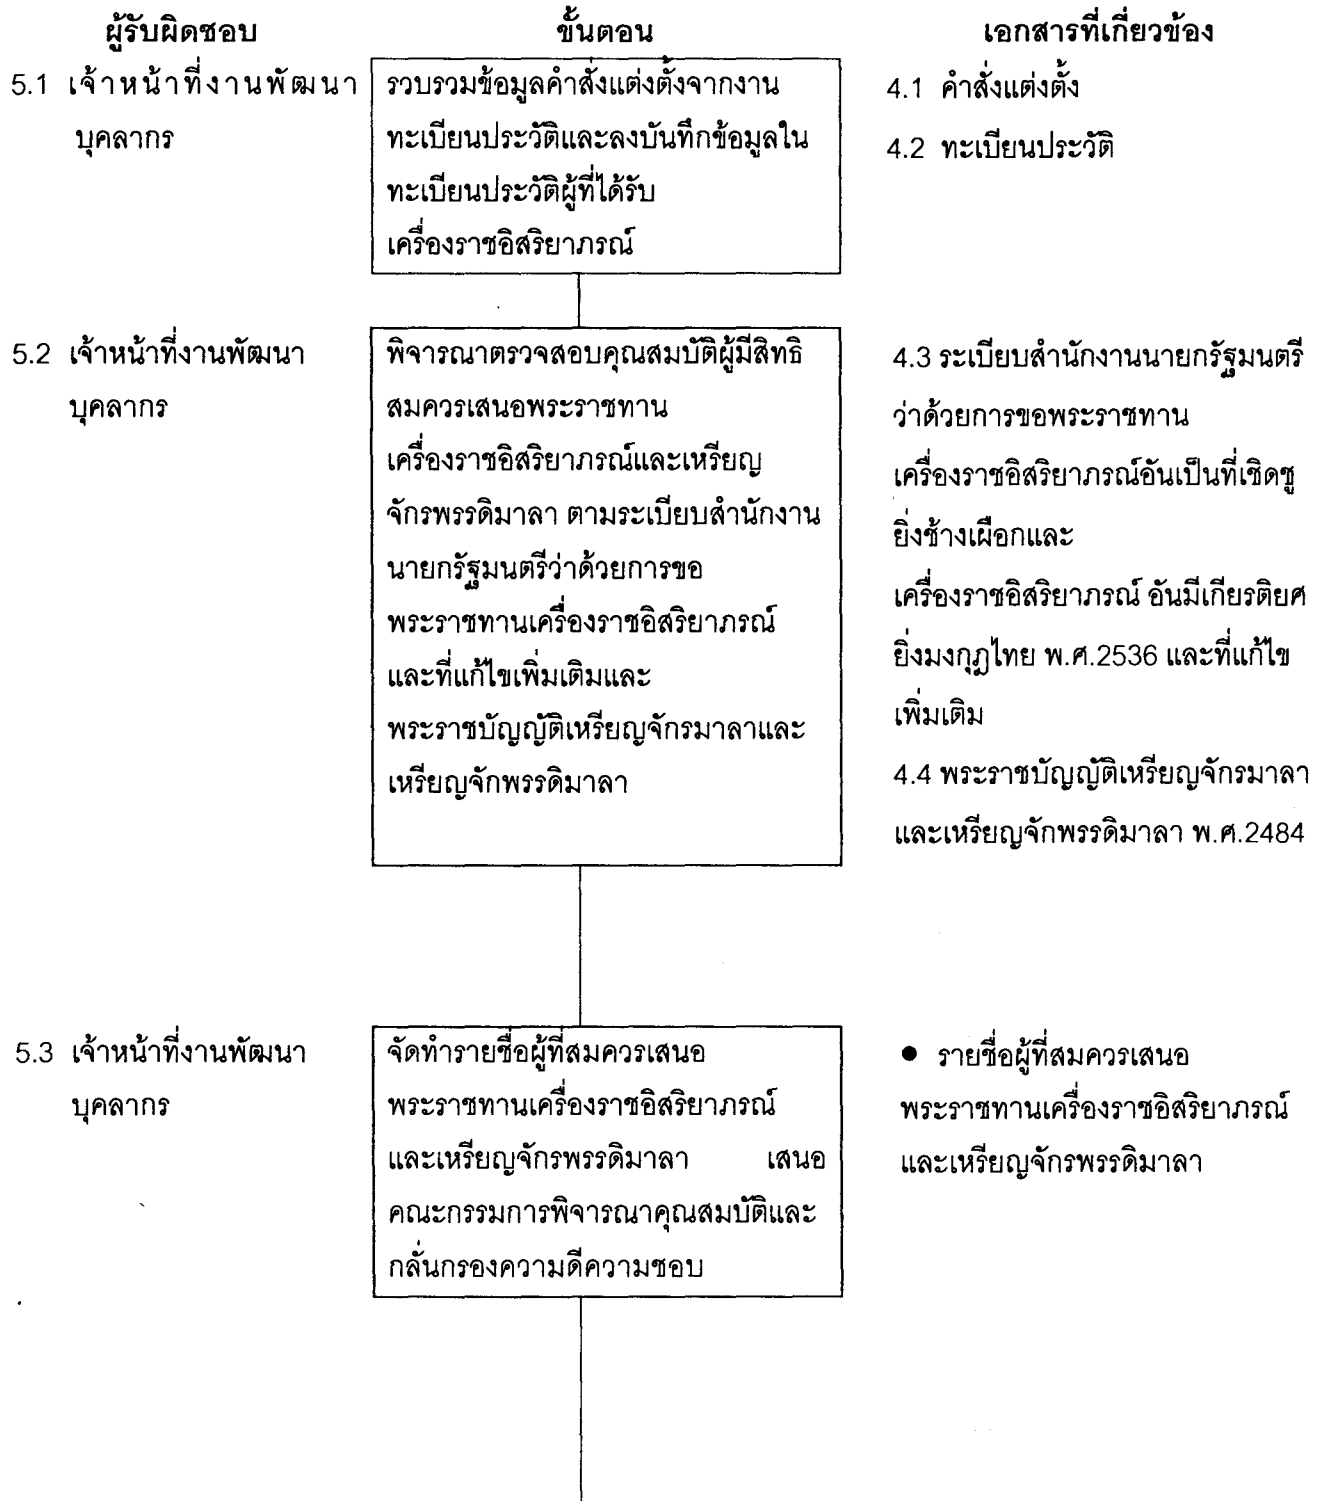 ผู้รับผิดชอบ
ขั้นตอน
เอกสารที่เกี่ยวข้อง
5.1 เจ้าหน้าที่งานพัฒนา
บุคลากร
รวบรวมข้อมูลคำสั่งแต่งตั้งจากงาน
ทะเบียนประวัติและลงบันทึกข้อมูลใน
ทะเบียนประวัติผู้ที่ได้รับ
เครื่องราชอิสริยาภรณ์
4.1 คำสั่งแต่งตั้ง
4.2 ทะเบียนประวัติ
5.2 เจ้าหน้าที่งานพัฒนา
บุคลากร
พิจารณาตรวจสอบคุณสมบัติผู้มีสิทธิ
สมควรเสนอพระราชทาน
เครื่องราชอิสริยาภรณ์และเหรียญ
จักรพรรดิมาลา ตามระเบียบสำนักงาน
นายกรัฐมนตรีว่าด้วยการขอ
พระราชทานเครื่องราชอิสริยาภรณ์
และที่แก้ไขเพิ่มเติมและ
พระราชบัญญัติเหรียญจักรมาลาและ
เหรียญจักพรรดิมาลา
4.3 ระเบียบสำนักงานนายกรัฐมนตรี
ว่าด้วยการขอพระราชทาน
เครื่องราชอิสริยาภรณ์อันเป็นที่เชิดชู
ยิ่งช้างเผือกและ
เครื่องราชอิสริยาภรณ์ อันมีเกียรติยศ
ยิ่งมงกุฎไทย พ.ศ.2536 และที่แก้ไข
เพิ่มเติม
4.4 พระราชบัญญัติเหรียญจักรมาลา
และเหรียญจักพรรดิมาลา พ.ศ.2484
5.3 เจ้าหน้าที่งานพัฒนา
บุคลากร
จัดทำรายชื่อผู้ที่สมควรเสนอ
พระราชทานเครื่องราชอิสริยาภรณ์
และเหรียญจักรพรรดิมาลา เสนอ
คณะกรรมการพิจารณาคุณสมบัติและ
กลั่นกรองความดีความชอบ
● รายชื่อผู้ที่สมควรเสนอ
พระราชทานเครื่องราชอิสริยาภรณ์
และเหรียญจักรพรรดิมาลา